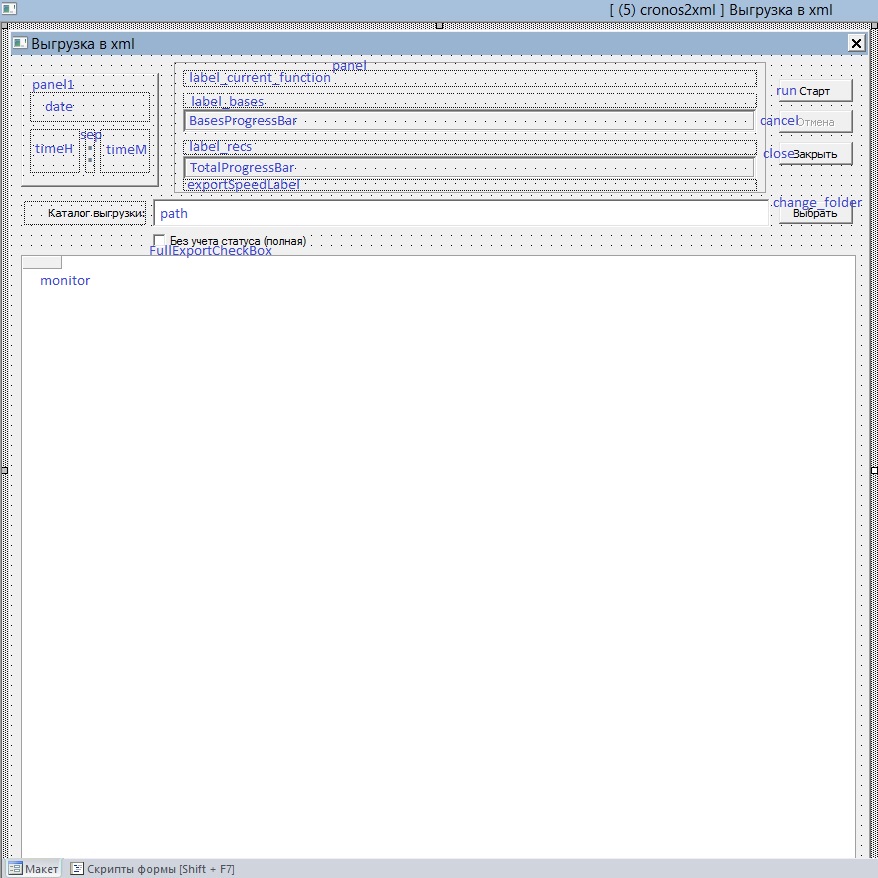 [ (5) cronos2xml ] Выгрузка в xml
Выгрузка в xml
panel
panel1
label_current_function
run Старт
date
label_bases
BasesProgressBar
cancel Отмена
sep
timeH : timeM
label_recs
close Закрыть
TotalProgressBar
exportSpeedLabel
change_folder
Каталог выгрузки:
path
Выбрать
Без учета статуса (полная)
FullExportCheckBox
monitor
Макет
Скрипты формы [Shift + F7]